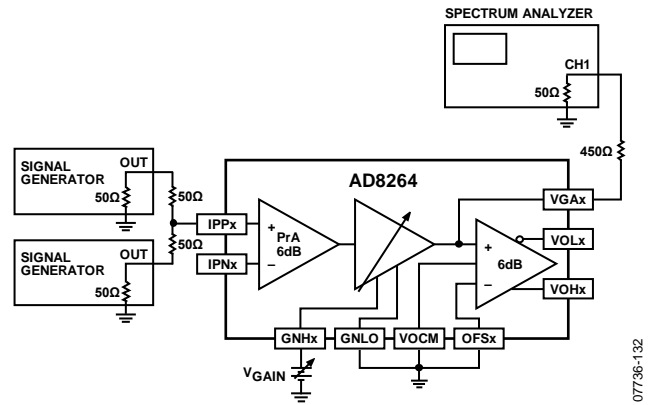 SPECTRUM ANALYZER
CH1
50Ω
450Ω
SIGNAL
GENERATOR
OUT
50Ω
50Ω
50Ω
SIGNAL
GENERATOR
OUT
50Ω
AD8264
IPPx
IPNx
+
PrA
6dB
–
+
6dB
–
VGAx
VOLx
VOHx
GNHx
GNLO
VOCM
OFSx
VGAIN
07736-132